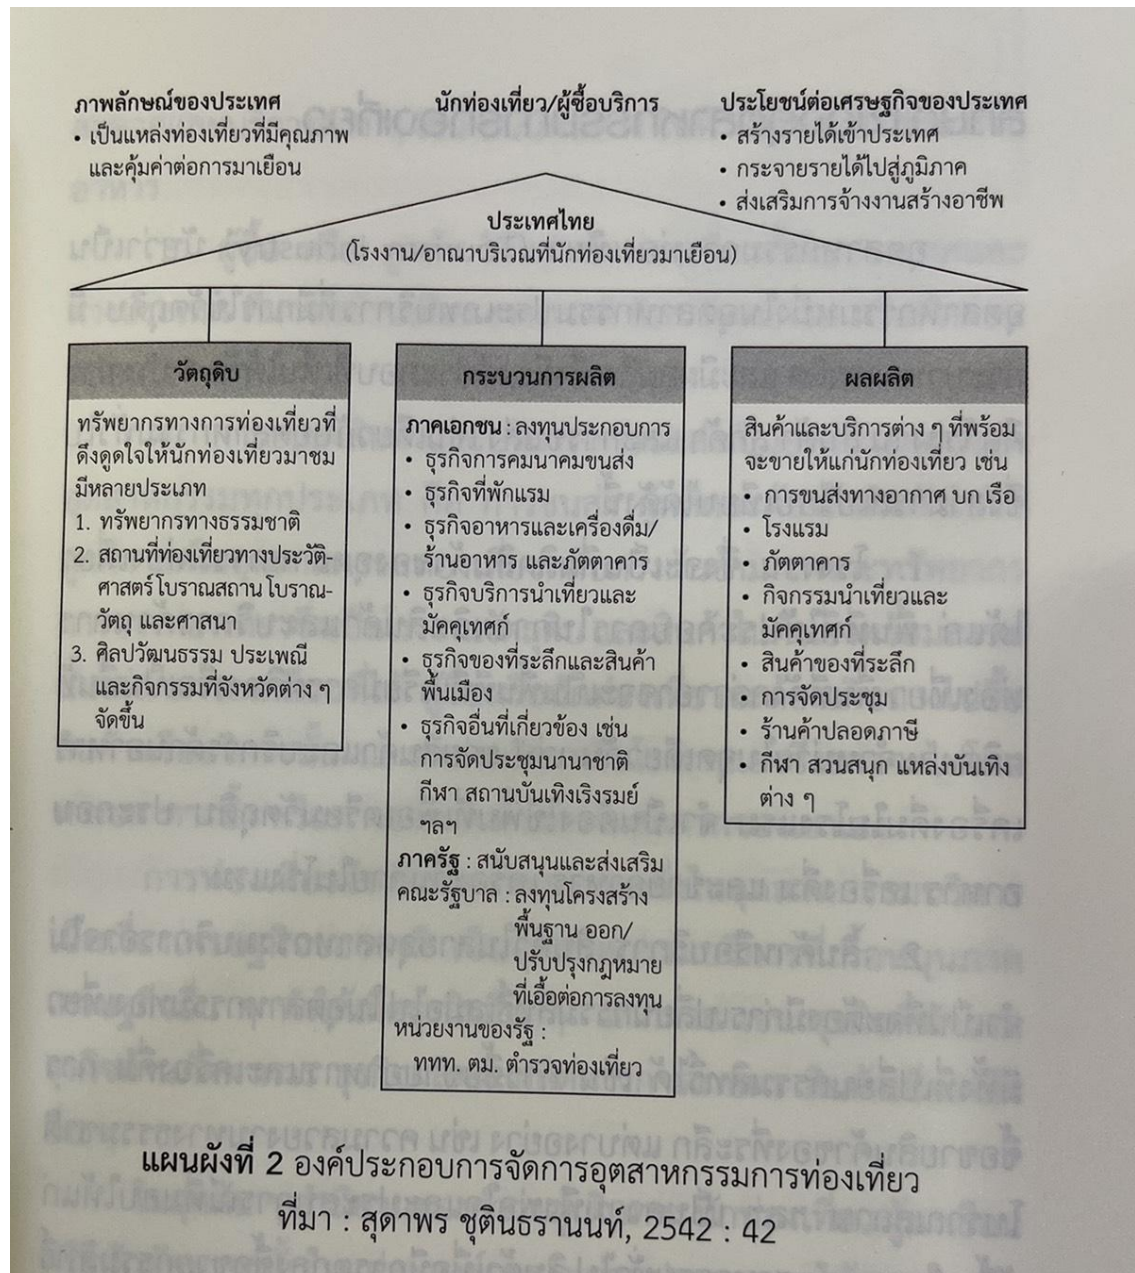 ภาพลักษณ์ของประเทศ
• เป็นแหล่งท่องเที่ยวที่มีคุณภาพ
และคุ้มค่าต่อการมาเยือน
นักท่องเที่ยว/ผู้ซื้อบริการ
ประโยชน์ต่อเศรษฐกิจของประเทศ
• สร้างรายได้เข้าประเทศ
• กระจายรายได้ไปสู่ภูมิภาค
• ส่งเสริมการจ้างงานสร้างอาชีพ
ประเทศไทย
(โรงงาน/อาณาบริเวณที่นักท่องเที่ยวมาเยือน)
วัตถุดิบ
ทรัพยากรทางการท่องเที่ยวที่
ดึงดูดใจให้นักท่องเที่ยวมาชม
มีหลายประเภท
1. ทรัพยากรทางธรรมชาติ
2. สถานที่ท่องเที่ยวทางประวัติ-
ศาสตร์ โบราณสถาน โบราณ-
วัตถุ และศาสนา
3. ศิลปวัฒนธรรม ประเพณี
และกิจกรรมที่จังหวัดต่าง ๆ
จัดขึ้น
กระบวนการผลิต
ภาคเอกชน : ลงทุนประกอบการ
• ธุรกิจการคมนาคมขนส่ง
• ธุรกิจที่พักแรม
• ธุรกิจอาหารและเครื่องดื่ม/
ร้านอาหาร และภัตตาคาร
• ธุรกิจบริการนำเที่ยวและ
มัคคุเทศก์
• ธุรกิจของที่ระลึกและสินค้า
พื้นเมือง
• ธุรกิจอื่นที่เกี่ยวข้อง เช่น
การจัดประชุมนานาชาติ
กีฬา สถานบันเทิงเริงรมย์
ฯลฯ
ภาครัฐ : สนับสนุนและส่งเสริม
คณะรัฐบาล : ลงทุนโครงสร้าง
พื้นฐาน ออก/
ปรับปรุงกฎหมาย
ที่เอื้อต่อการลงทุน
หน่วยงานของรัฐ :
ททท. ตม. ตำรวจท่องเที่ยว
ผลผลิต
สินค้าและบริการต่าง ๆ ที่พร้อม
จะขายให้แก่นักท่องเที่ยว เช่น
• การขนส่งทางอากาศ บก เรือ
• โรงแรม
• ภัตตาคาร
• กิจกรรมนำเที่ยวและ
มัคคุเทศก์
• สินค้าของที่ระลึก
• การจัดประชุม
• ร้านค้าปลอดภาษี
• กีฬา สวนสนุก แหล่งบันเทิง
ต่าง ๆ
แผนผังที่ 2 องค์ประกอบการจัดการอุตสาหกรรมการท่องเที่ยว
ที่มา : สุดาพร ชุตินธรานนท์, 2542 : 42